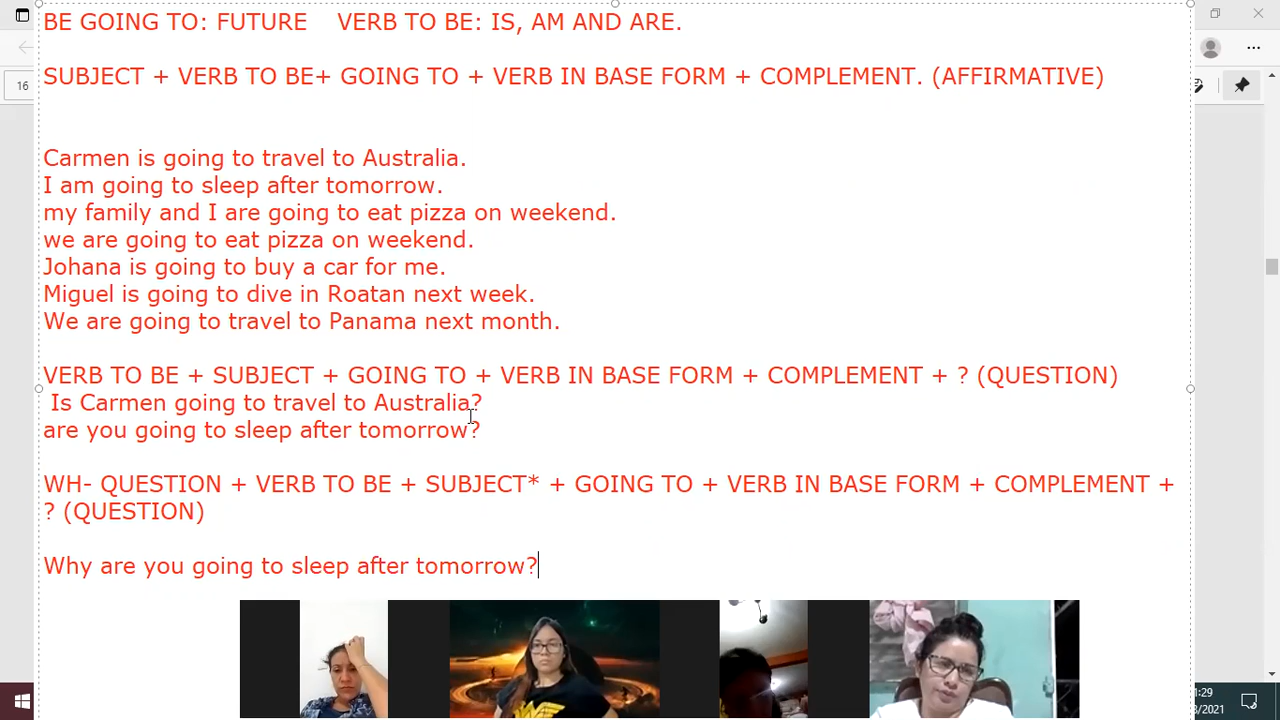 BE GOING TO: FUTURE VERB TO BE: IS, AM AND ARE.
SUBJECT + VERB TO BE+ GOING TO + VERB IN BASE FORM + COMPLEMENT. (AFFIRMATIVE)
16
Carmen is going to travel to Australia.
I am going to sleep after tomorrow.
my family and I are going to eat pizza on weekend.
we are going to eat pizza on weekend.
Johana is going to buy a car for me.
Miguel is going to dive in Roatan next week.
We are going to travel to Panama next month.
VERB TO BE + SUBJECT + GOING TO + VERB IN BASE FORM + COMPLEMENT + ? (QUESTION)
Is Carmen going to travel to Australia?
are you going to sleep after tomorrow?
WH- QUESTION + VERB TO BE + SUBJECT* + GOING TO + VERB IN BASE FORM + COMPLEMENT +
? (QUESTION)
Why are you going to sleep after tomorrow?